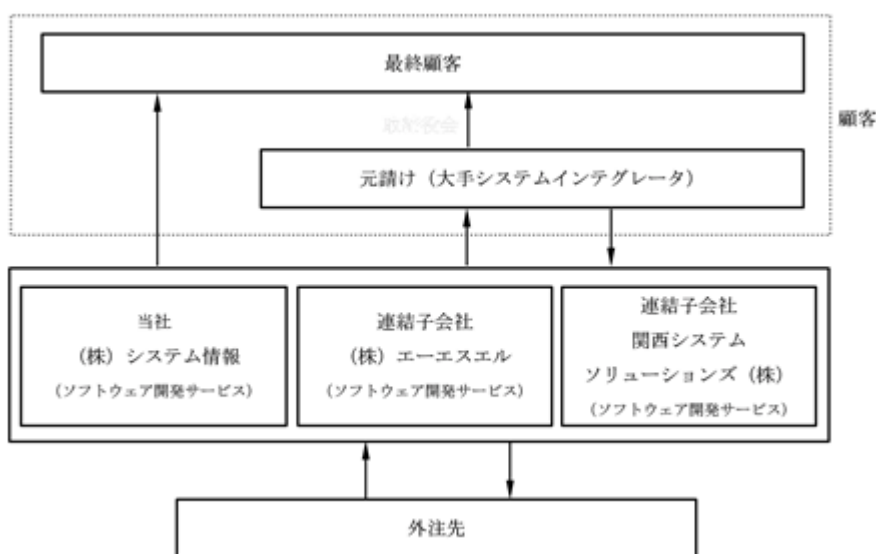 最終顧客
顧客
元請け（大手システムインテグレータ）
当社
（株）システム情報
（ソフトウェア開発サービス）
連結子会社
（株）エーエスエル
（ソフトウェア開発サービス）
連結子会社
関西システム
ソリューションズ（株）
（ソフトウェア開発サービス）
外注先